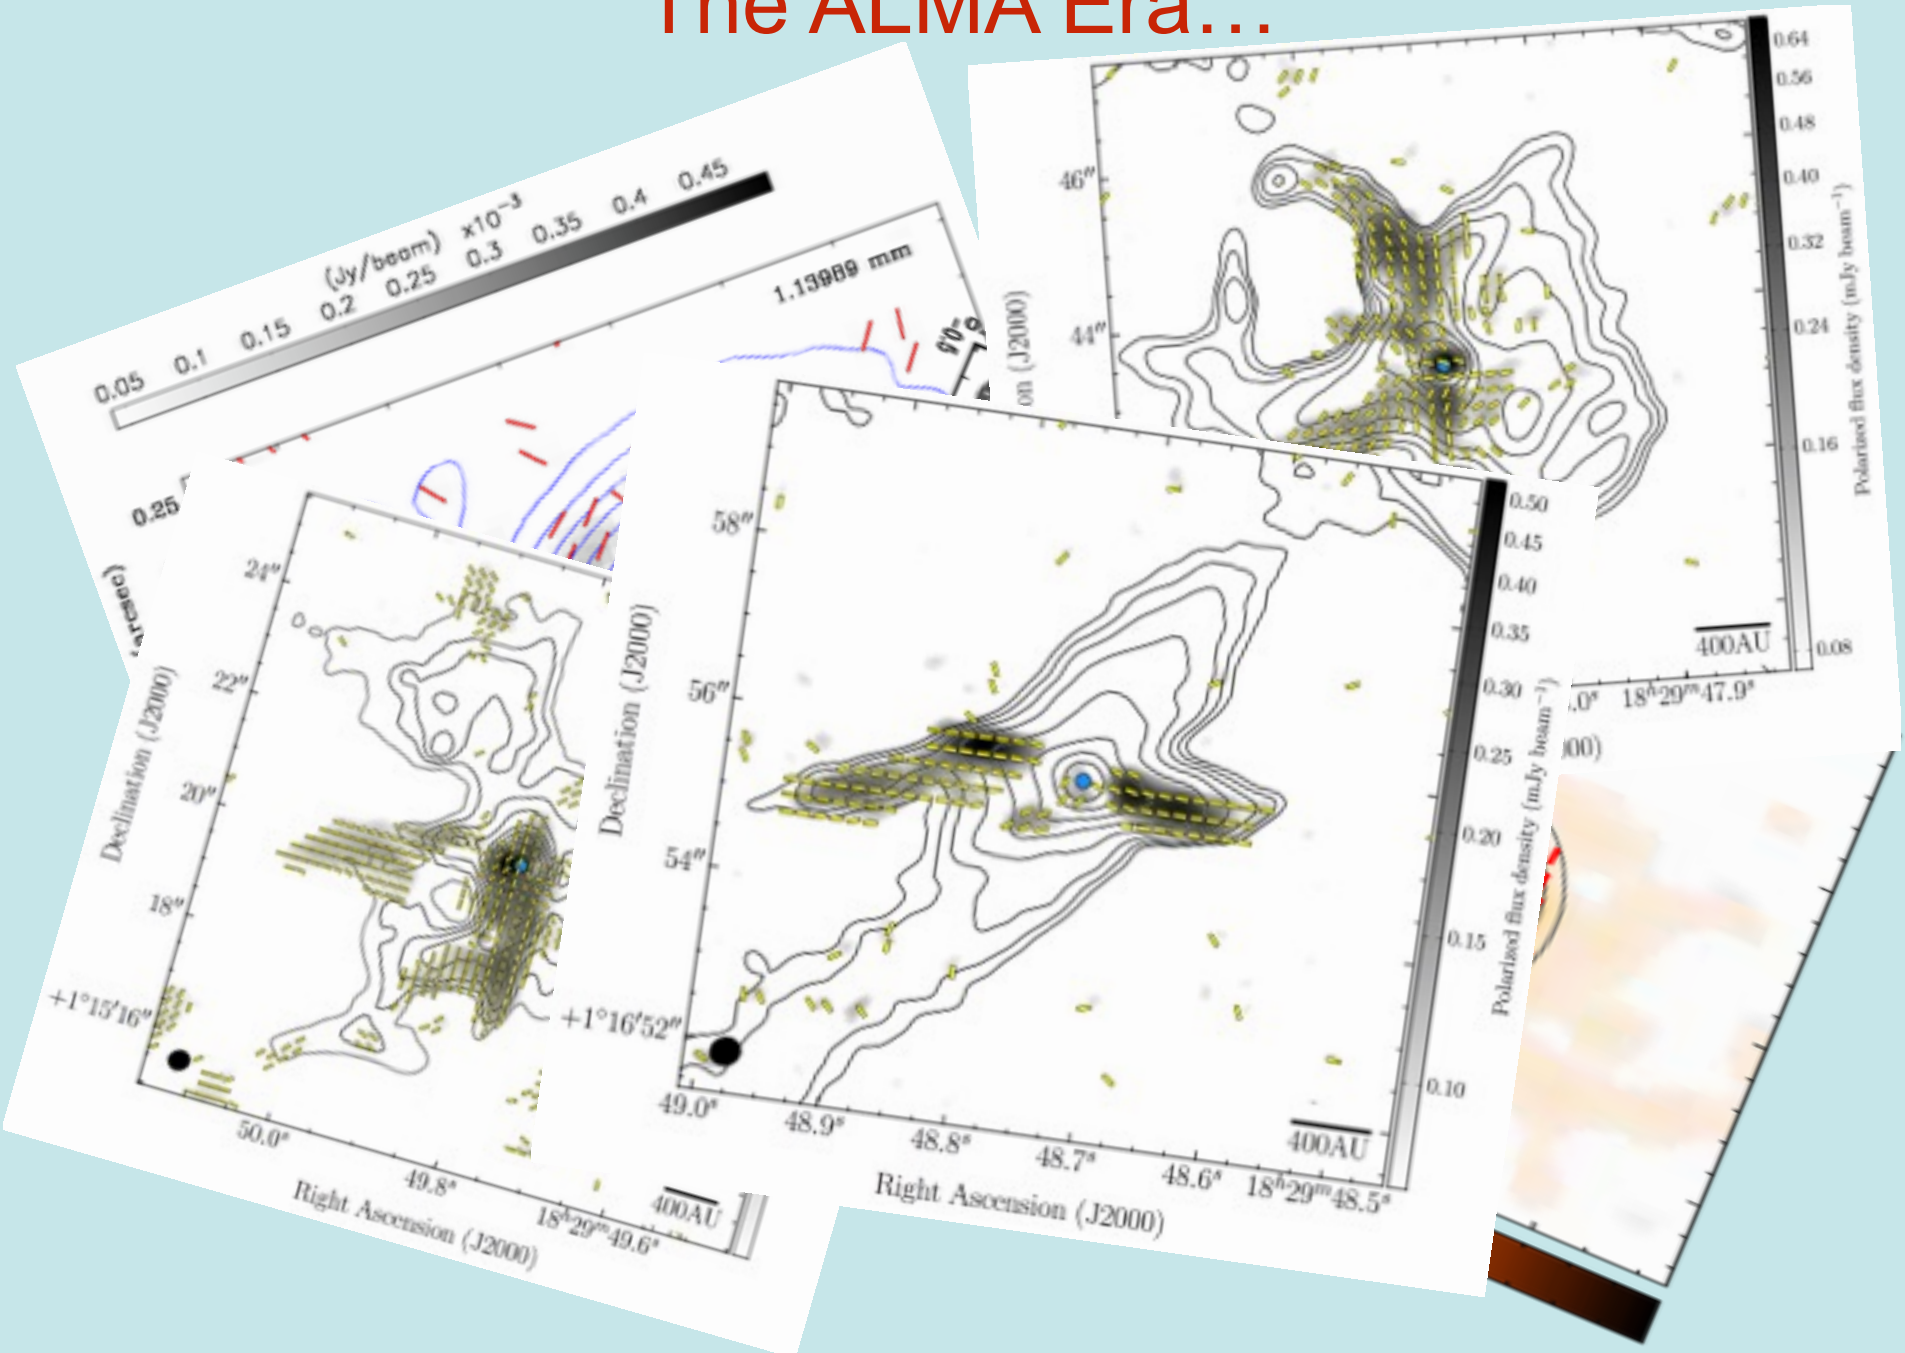 The ALMA Era...
(Jy/beam) x10⁻³
0.05 0.1 0.15 0.2 0.25 0.3 0.35 0.4 0.45
1.13989 mm
0.25
arcsec)
46″
44″
on (J2000)
0.64
0.56
0.48
0.40
0.32
0.24
0.16
0.08
Polarized flux density (mJy beam⁻¹)
400AU
.0ˢ 18ʰ29ᵐ47.9ˢ
000)
24″
22″
20″
18″
+1°15′16″
Declination (J2000)
50.0ˢ 49.8ˢ 18ʰ29ᵐ49.6ˢ
400AU
Right Ascension (J2000)
58″
56″
54″
+1°16′52″
Declination (J2000)
0.50
0.45
0.40
0.35
0.30
0.25
0.20
0.15
0.10
Polarized flux density (mJy beam⁻¹)
400AU
49.0ˢ 48.9ˢ 48.8ˢ 48.7ˢ 48.6ˢ 18ʰ29ᵐ48.5ˢ
Right Ascension (J2000)